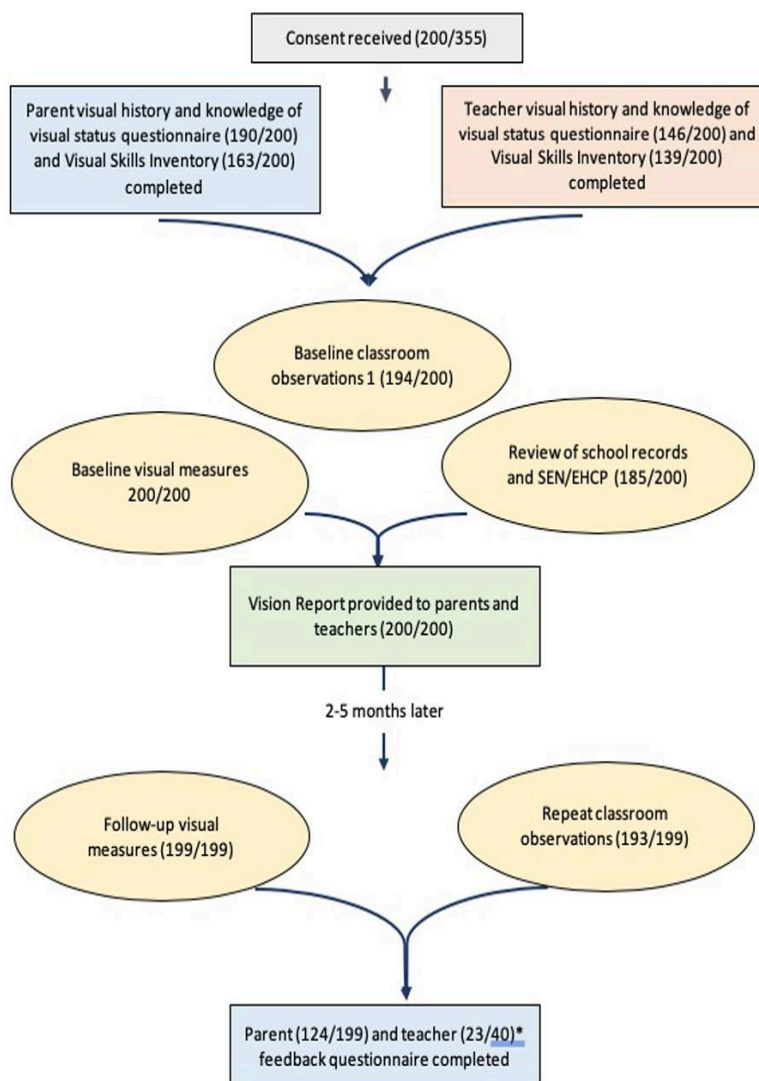 Consent received (200/355)
Parent visual history and knowledge of
visual status questionnaire (190/200)
and Visual Skills Inventory (163/200)
completed
Teacher visual history and knowledge of
visual status questionnaire (146/200) and
Visual Skills Inventory (139/200)
completed
Baseline classroom
observations 1 (194/200)
Baseline visual measures
200/200
Review of school records
and SEN/EHCP (185/200)
Vision Report provided to parents and
teachers (200/200)
2-5 months later
Follow-up visual
measures (199/199)
Repeat classroom
observations (193/199)
Parent (124/199) and teacher (23/40)*
feedback questionnaire completed